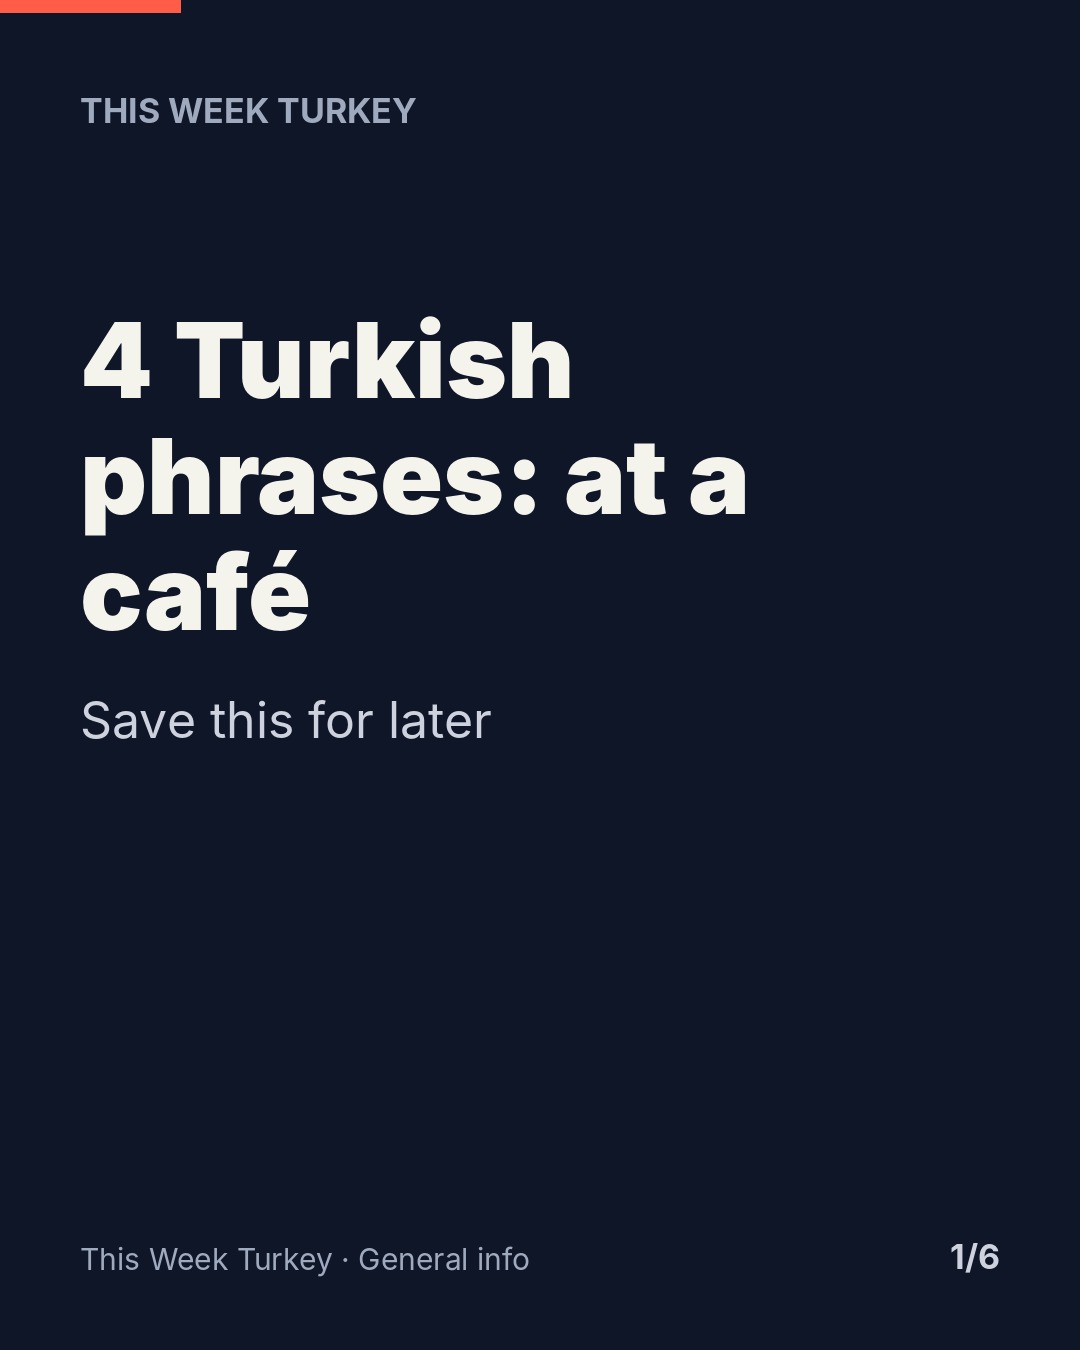 THIS WEEK TURKEY
4 Turkish
phrases: at a
café
Save this for later
This Week Turkey · General info
1/6